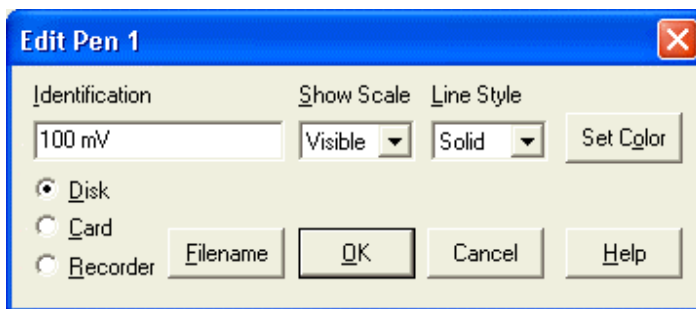 Edit Pen 1
Identification Show Scale Line Style
100 mV Visible Solid Set Color
Disk
Card
Recorder Filename OK Cancel Help